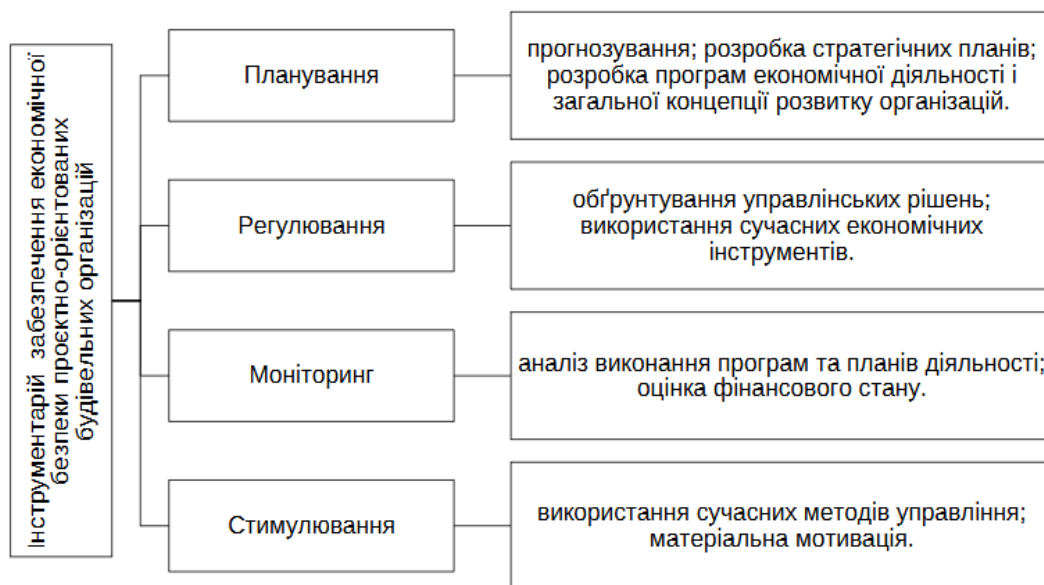 Інструментарій забезпечення економічної
безпеки проєктно-орієнтованих
будівельних організацій
Планування
прогнозування; розробка стратегічних планів;
розробка програм економічної діяльності і
загальної концепції розвитку організацій.
Регулювання
обґрунтування управлінських рішень;
використання сучасних економічних
інструментів.
Моніторинг
аналіз виконання програм та планів діяльності;
оцінка фінансового стану.
Стимулювання
використання сучасних методів управління;
матеріальна мотивація.